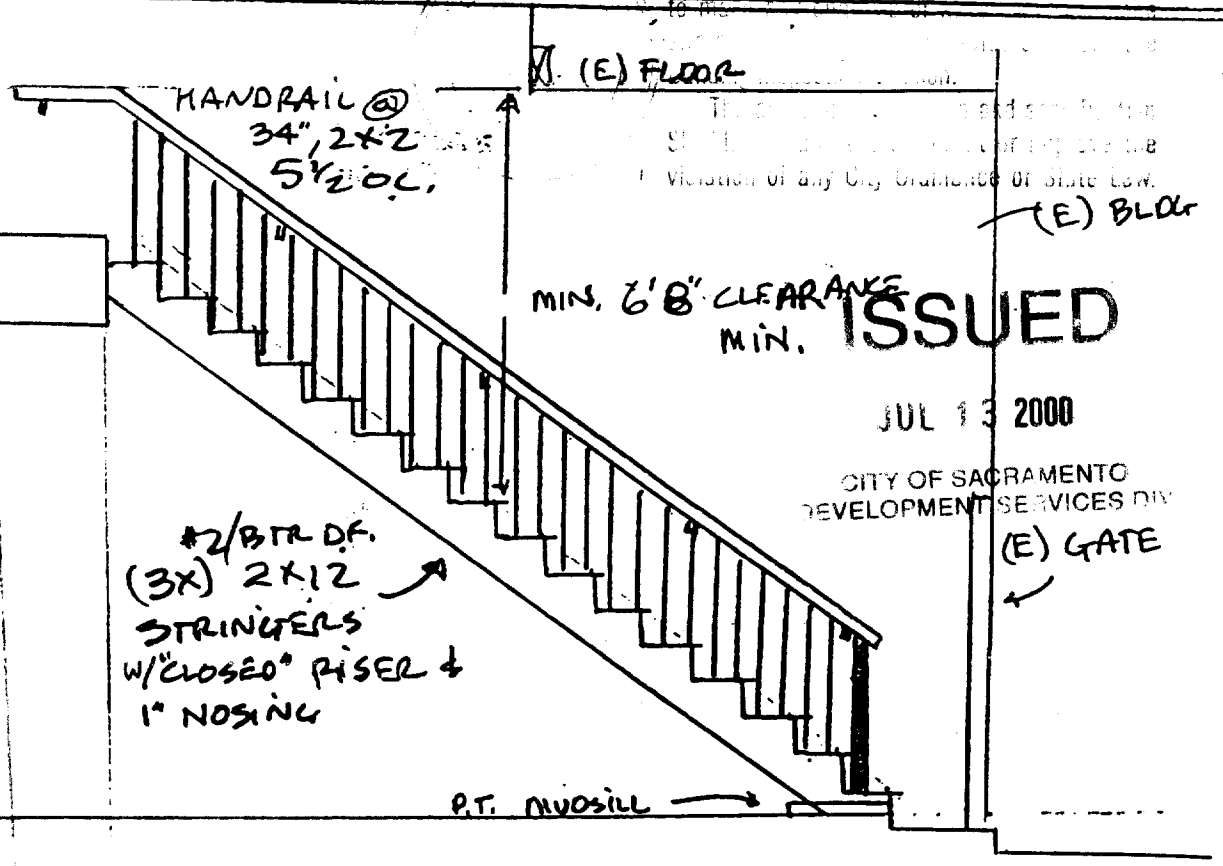 (E) FLOOR
HANDRAIL @
34", 2X2
5½ O.C.
Violation of any City Ordinance or State Law.
(E) BLDG
MIN. 6'8" CLEARANCE
MIN.
ISSUED
JUL 13 2000
CITY OF SACRAMENTO
DEVELOPMENT SERVICES DIV
(E) GATE
#2/BTR D.F.
(3X) 2X12
STRINGERS
W/"CLOSED" RISER &
1" NOSING
P.T. MUDSILL